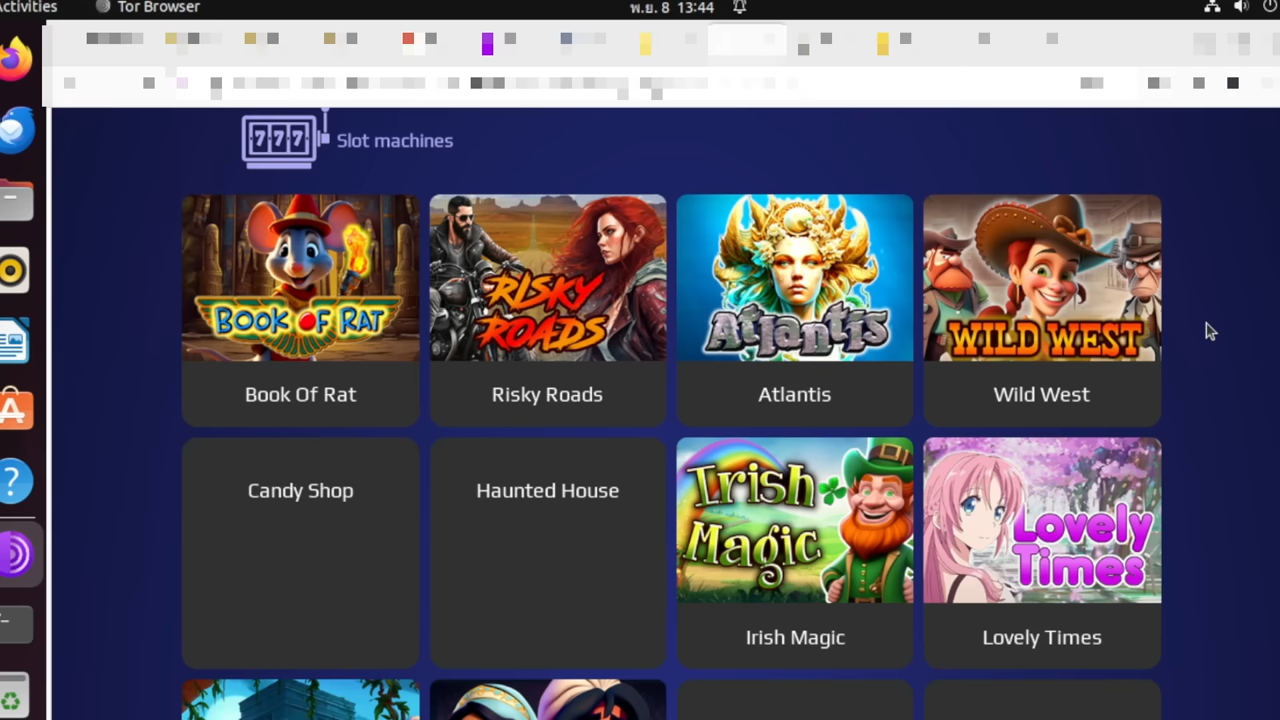 Activities
Tor Browser
พ.ย. 8 13:44
777
Slot machines
BOOK OF RAT
RISKY
ROADS
Atlantis
WILD WEST
Book Of Rat
Risky Roads
Atlantis
Wild West
Candy Shop
Haunted House
Irish
Magic
Lovely
Times
Irish Magic
Lovely Times